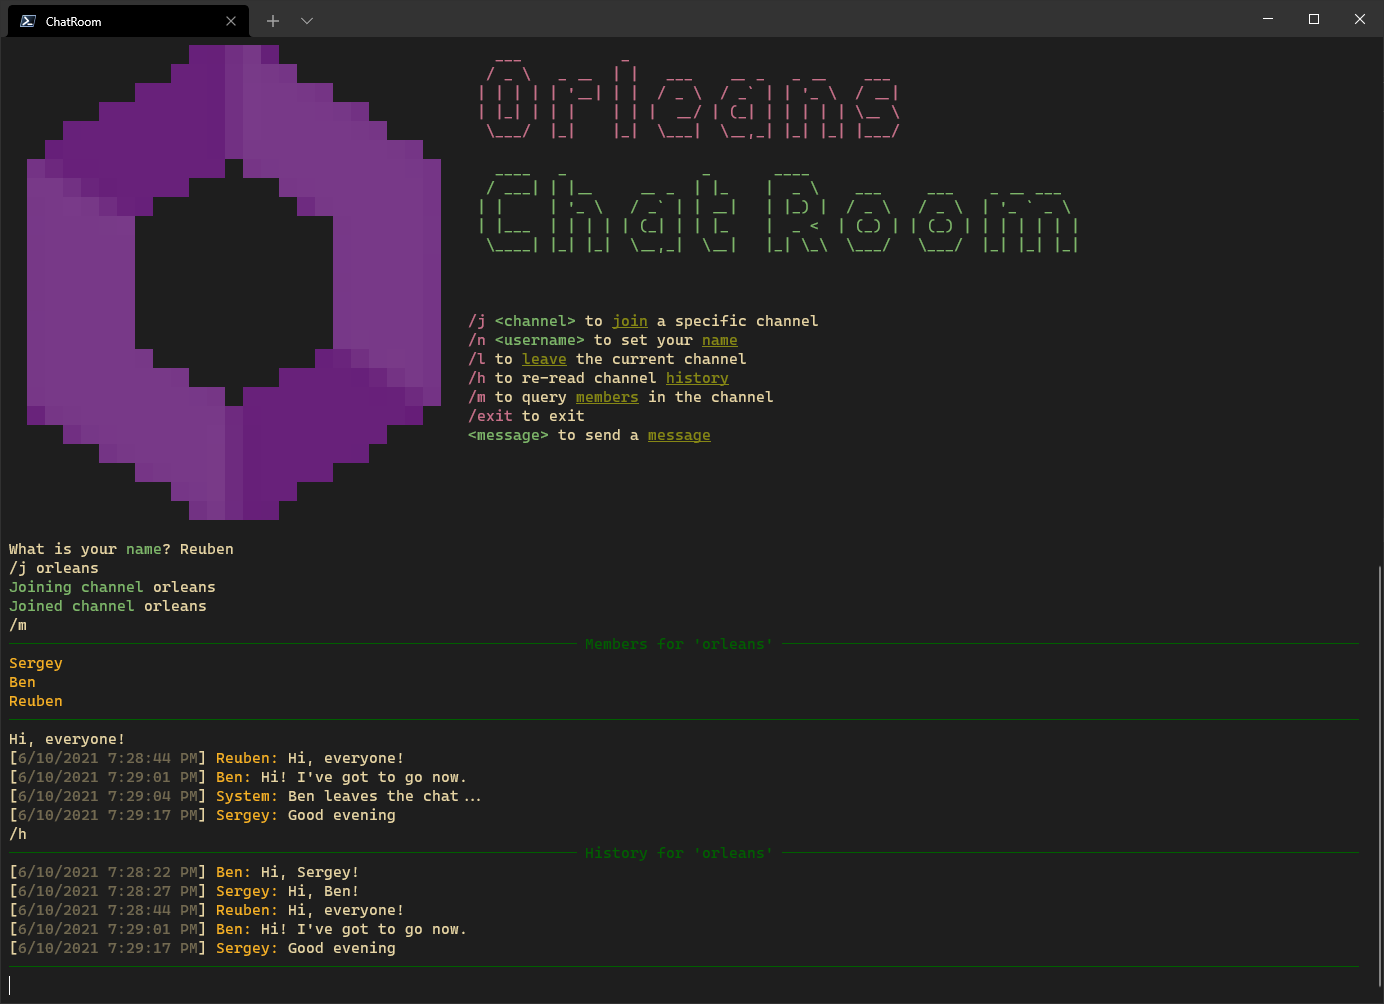 ChatRoom
Orleans
Chat Room
/j <channel> to join a specific channel
/n <username> to set your name
/l to leave the current channel
/h to re-read channel history
/m to query members in the channel
/exit to exit
<message> to send a message
What is your name? Reuben
/j orleans
Joining channel orleans
Joined channel orleans
/m
Members for 'orleans'
Sergey
Ben
Reuben
Hi, everyone!
[6/10/2021 7:28:44 PM] Reuben: Hi, everyone!
[6/10/2021 7:29:01 PM] Ben: Hi! I've got to go now.
[6/10/2021 7:29:04 PM] System: Ben leaves the chat...
[6/10/2021 7:29:17 PM] Sergey: Good evening
/h
History for 'orleans'
[6/10/2021 7:28:22 PM] Ben: Hi, Sergey!
[6/10/2021 7:28:27 PM] Sergey: Hi, Ben!
[6/10/2021 7:28:44 PM] Reuben: Hi, everyone!
[6/10/2021 7:29:01 PM] Ben: Hi! I've got to go now.
[6/10/2021 7:29:17 PM] Sergey: Good evening